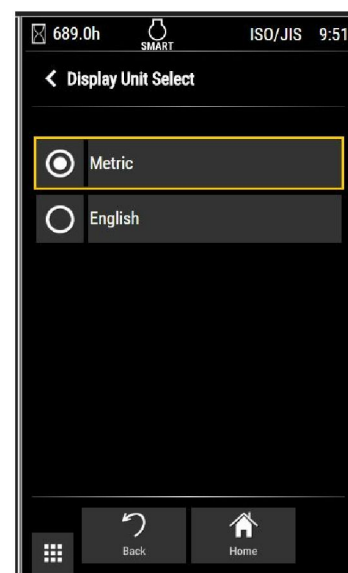 689.0h SMART ISO/JIS 9:51
Display Unit Select
Metric
English
Back Home